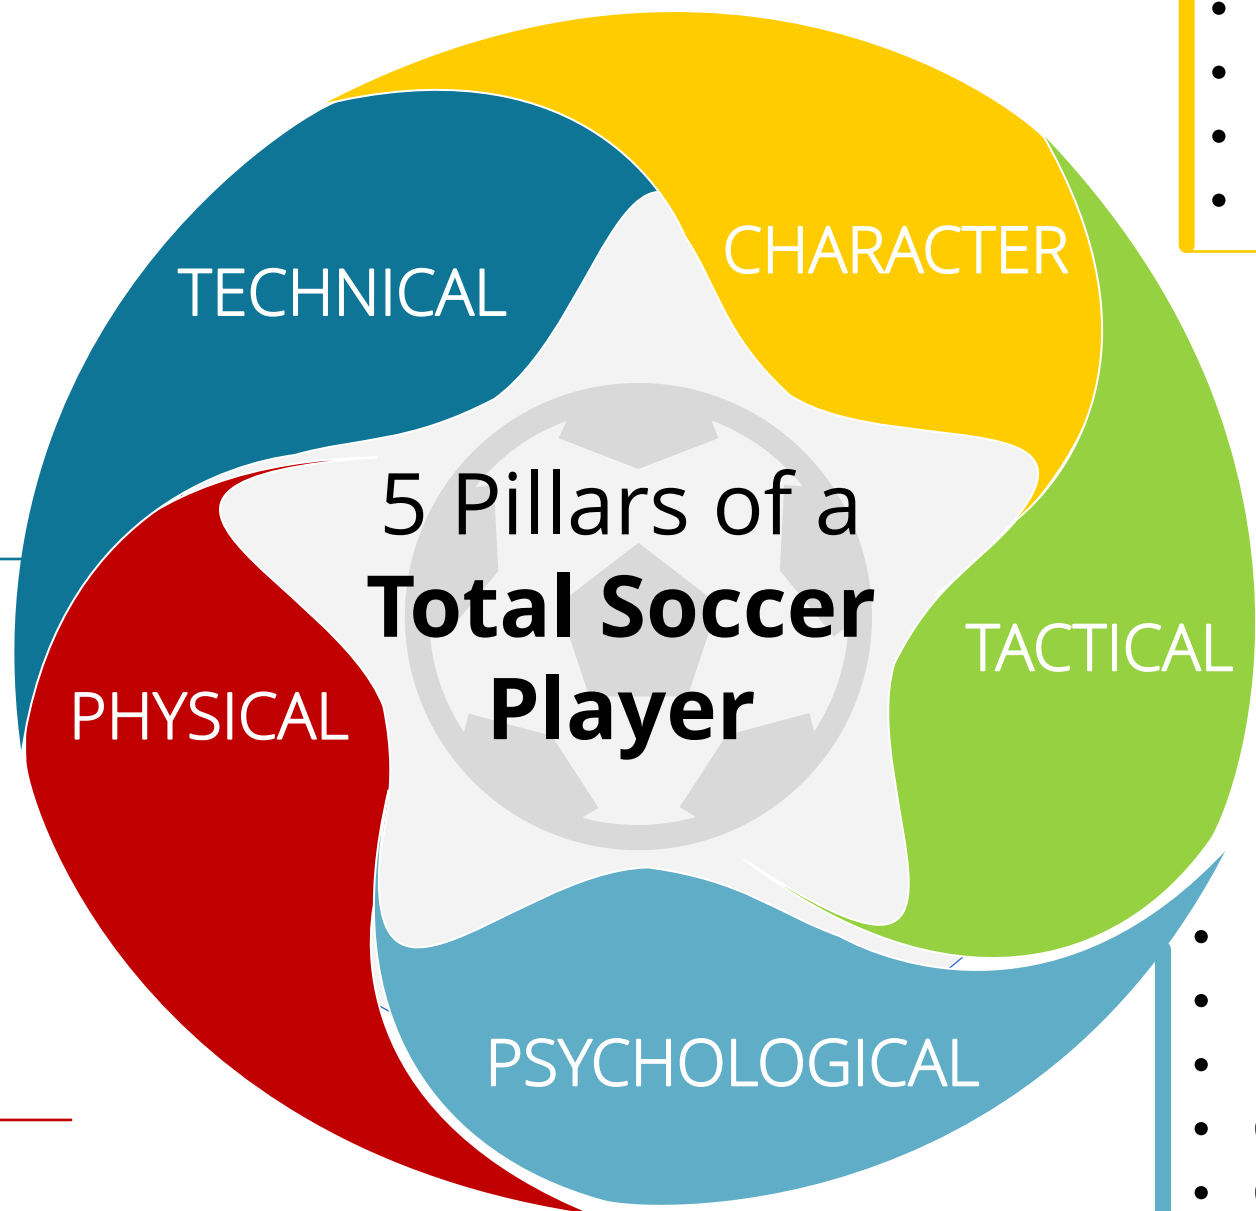 CHARACTER
TECHNICAL
5 Pillars of a
Total Soccer
Player
TACTICAL
PHYSICAL
PSYCHOLOGICAL